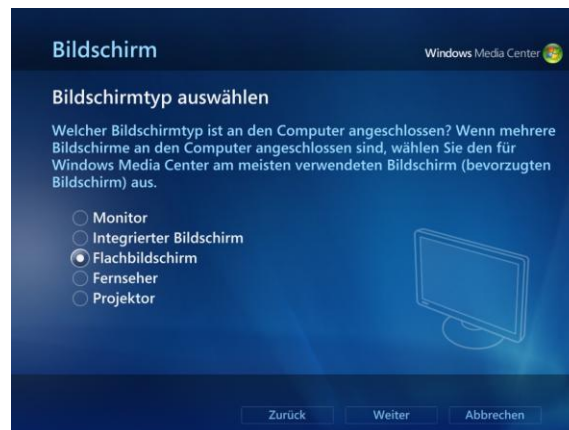 Bildschirm
Windows Media Center
Bildschirmtyp auswählen
Welcher Bildschirmtyp ist an den Computer angeschlossen? Wenn mehrere
Bildschirme an den Computer angeschlossen sind, wählen Sie den für
Windows Media Center am meisten verwendeten Bildschirm (bevorzugten
Bildschirm) aus.
Monitor
Integrierter Bildschirm
Flachbildschirm
Fernseher
Projektor
Zurück
Weiter
Abbrechen